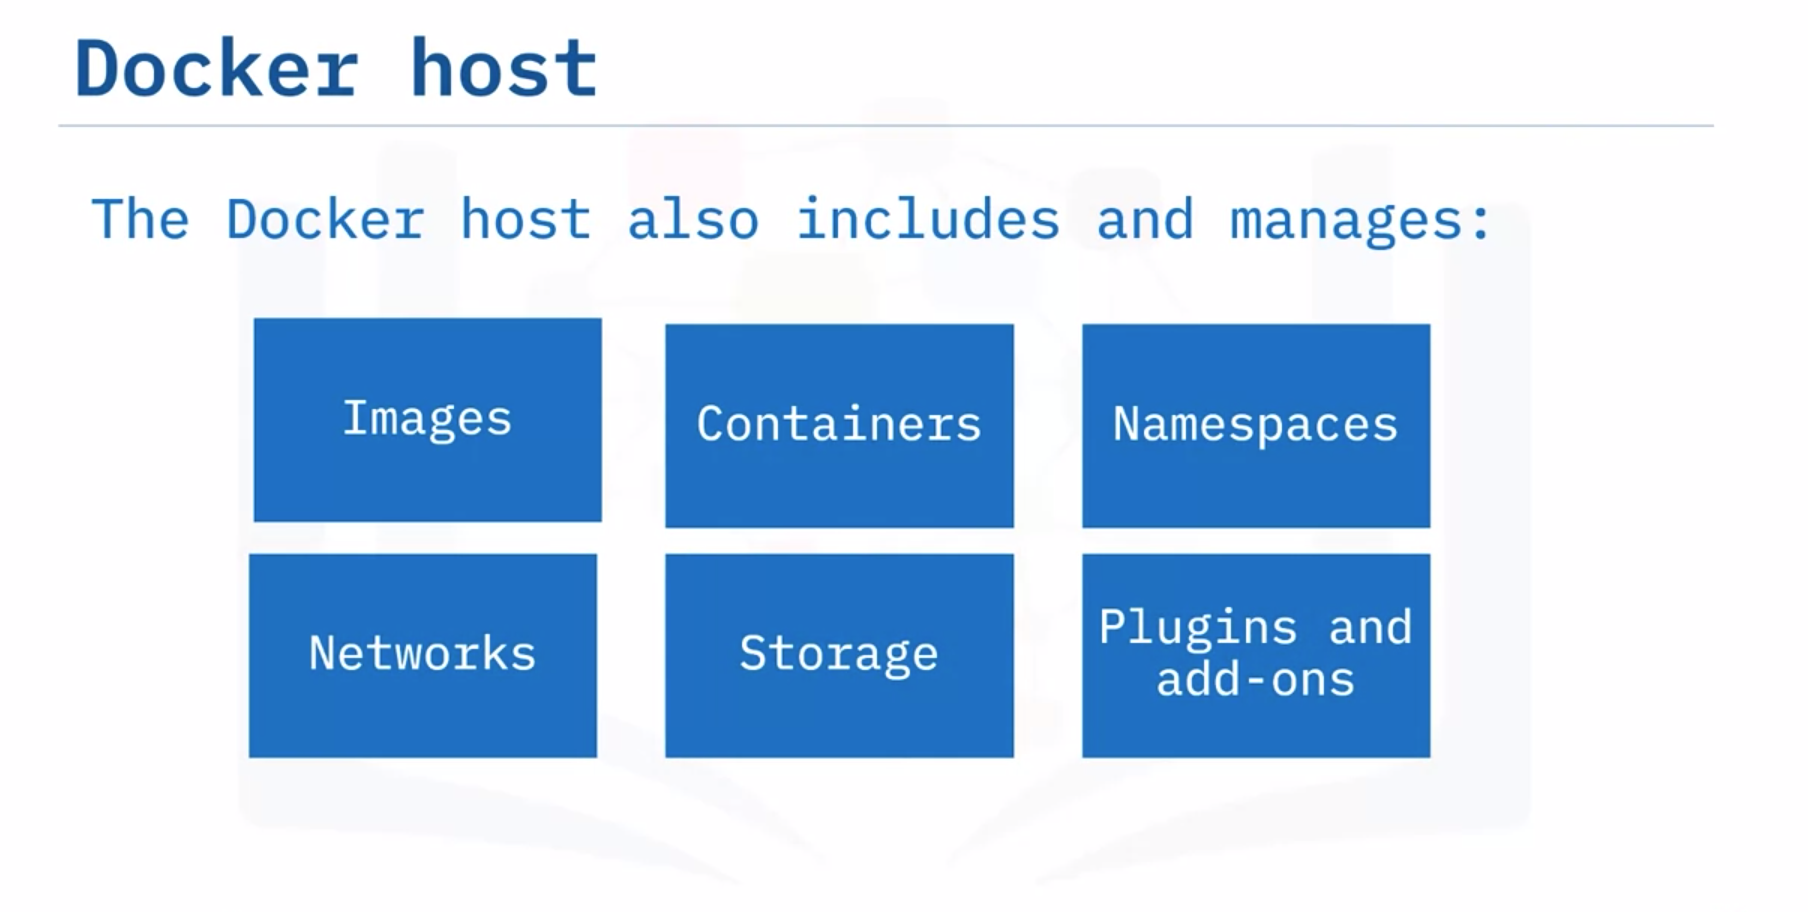 Docker host
The Docker host also includes and manages:
Images
Containers
Namespaces
Networks
Storage
Plugins and
add-ons